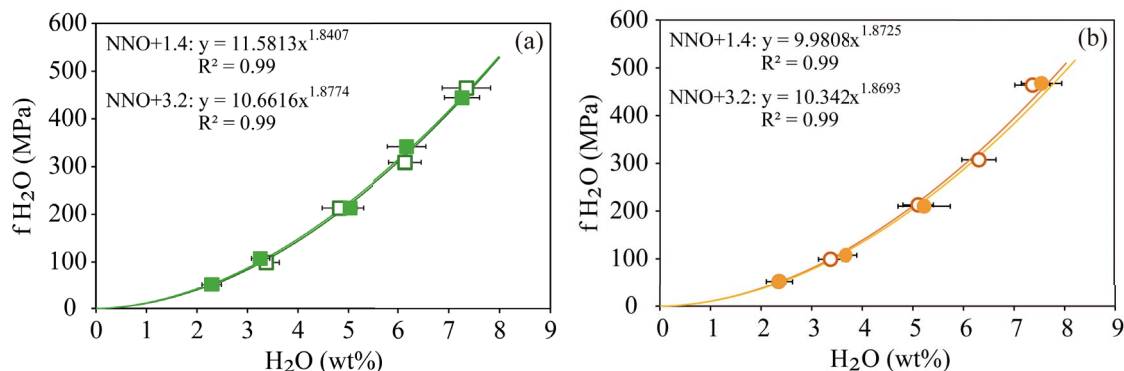 (a)
NNO+1.4: y = 11.5813x^1.8407
R² = 0.99
NNO+3.2: y = 10.6616x^1.8774
R² = 0.99
f H₂O (MPa)
600
500
400
300
200
100
0
0 1 2 3 4 5 6 7 8 9
H₂O (wt%)
(b)
NNO+1.4: y = 9.9808x^1.8725
R² = 0.99
NNO+3.2: y = 10.342x^1.8693
R² = 0.99
f H₂O (MPa)
600
500
400
300
200
100
0
0 1 2 3 4 5 6 7 8 9
H₂O (wt%)